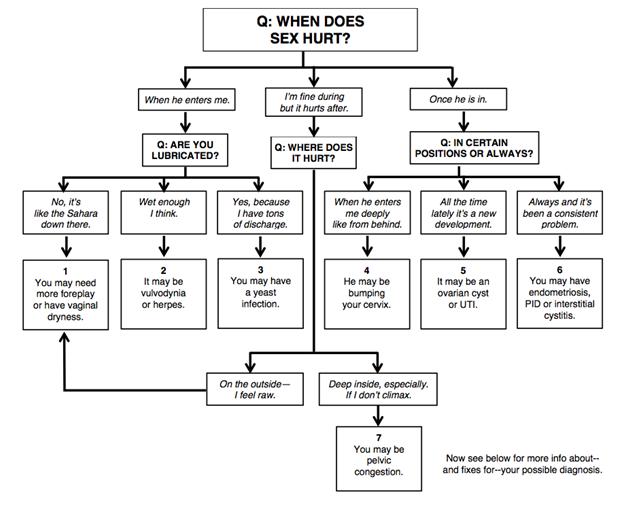 Q: WHEN DOES
SEX HURT?
When he enters me.
I'm fine during
but it hurts after.
Once he is in.
Q: ARE YOU
LUBRICATED?
Q: WHERE DOES
IT HURT?
Q: IN CERTAIN
POSITIONS OR ALWAYS?
No, it's
like the Sahara
down there.
Wet enough
I think.
Yes, because
I have tons
of discharge.
When he enters
me deeply
like from behind.
All the time
lately it's a new
development.
Always and it's
been a consistent
problem.
1
You may need
more foreplay
or have vaginal
dryness.
2
It may be
vulvodynia
or herpes.
3
You may have
a yeast
infection.
4
He may be
bumping
your cervix.
5
It may be an
ovarian cyst
or UTI.
6
You may have
endometriosis,
PID or interstitial
cystitis.
On the outside—
I feel raw.
Deep inside, especially.
If I don't climax.
7
You may be
pelvic
congestion.
Now see below for more info about--
and fixes for--your possible diagnosis.